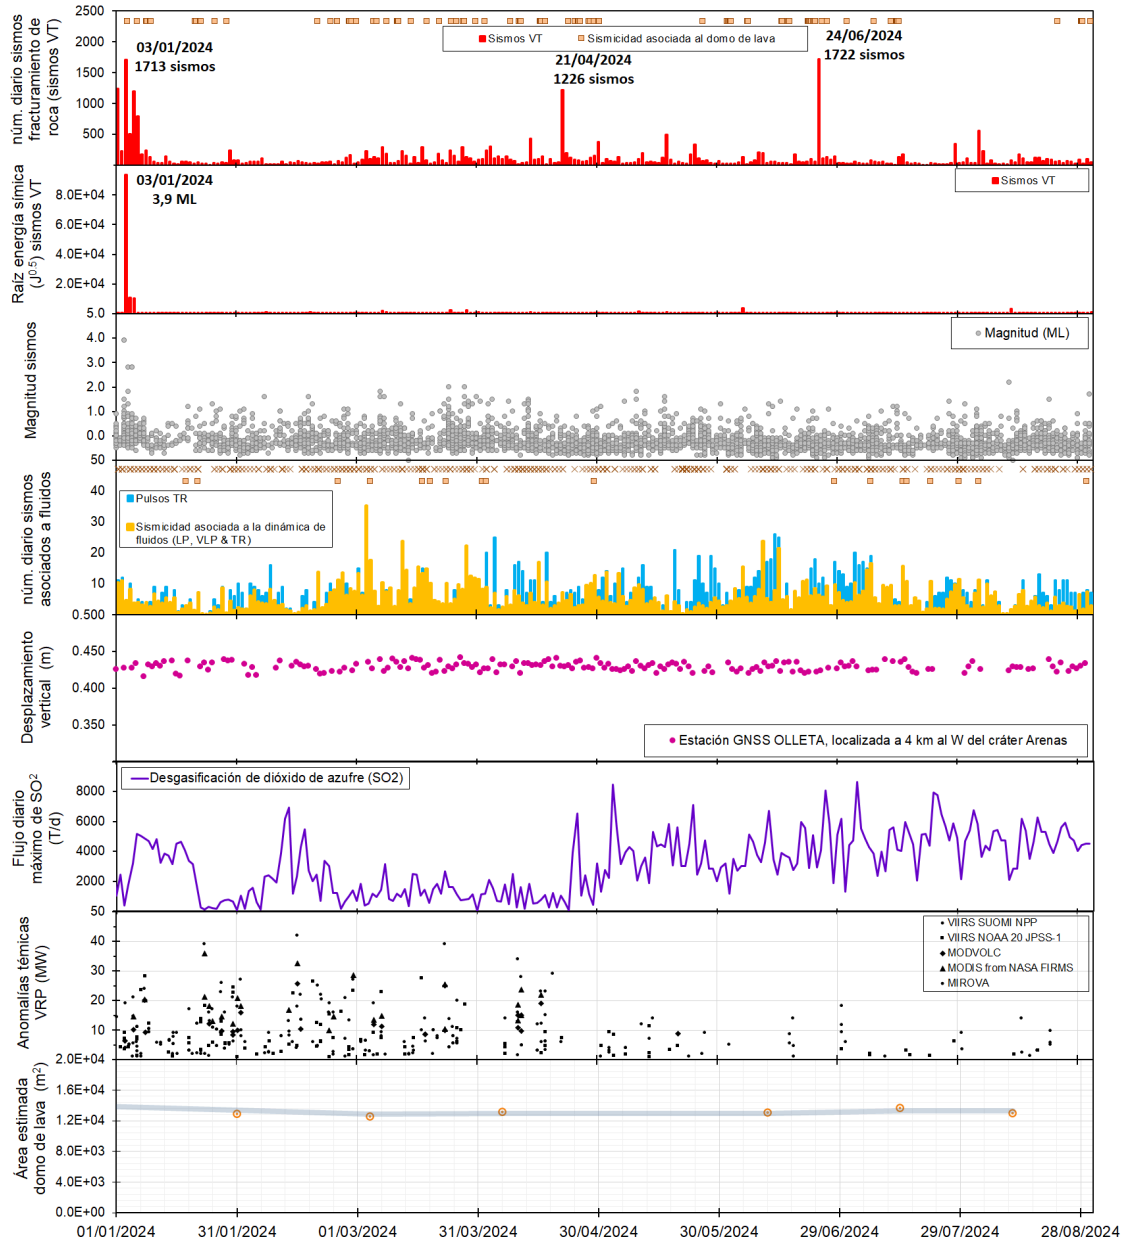 núm. diario sismos
fracturamiento de
roca (sismos VT)
2500
2000
1500
1000
500
Sismos VT
Sismicidad asociada al domo de lava
03/01/2024
1713 sismos
21/04/2024
1226 sismos
24/06/2024
1722 sismos
Raíz energía símica
(J0.5) sismos VT
8.0E+04
6.0E+04
4.0E+04
2.0E+04
03/01/2024
3,9 ML
Sismos VT
Magnitud sismos
5.0
4.0
3.0
2.0
1.0
0.0
Magnitud (ML)
núm. diario sismos
asociados a fluidos
50
40
30
20
10
Pulsos TR
Sismicidad asociada a la dinámica de
fluidos (LP, VLP & TR)
Desplazamiento
vertical (m)
0.500
0.450
0.400
0.350
Estación GNSS OLLETA, localizada a 4 km al W del cráter Arenas
Flujo diario
máximo de SO2
(T/d)
8000
6000
4000
2000
Desgasificación de dióxido de azufre (SO2)
Anomalías témicas
VRP (MW)
50
40
30
20
10
VIIRS SUOMI NPP
VIIRS NOAA 20 JPSS-1
MODVOLC
MODIS from NASA FIRMS
MIROVA
Área estimada
domo de lava (m2)
2.0E+04
1.6E+04
1.2E+04
8.0E+03
4.0E+03
0.0E+00
01/01/2024
31/01/2024
01/03/2024
31/03/2024
30/04/2024
30/05/2024
29/06/2024
29/07/2024
28/08/2024